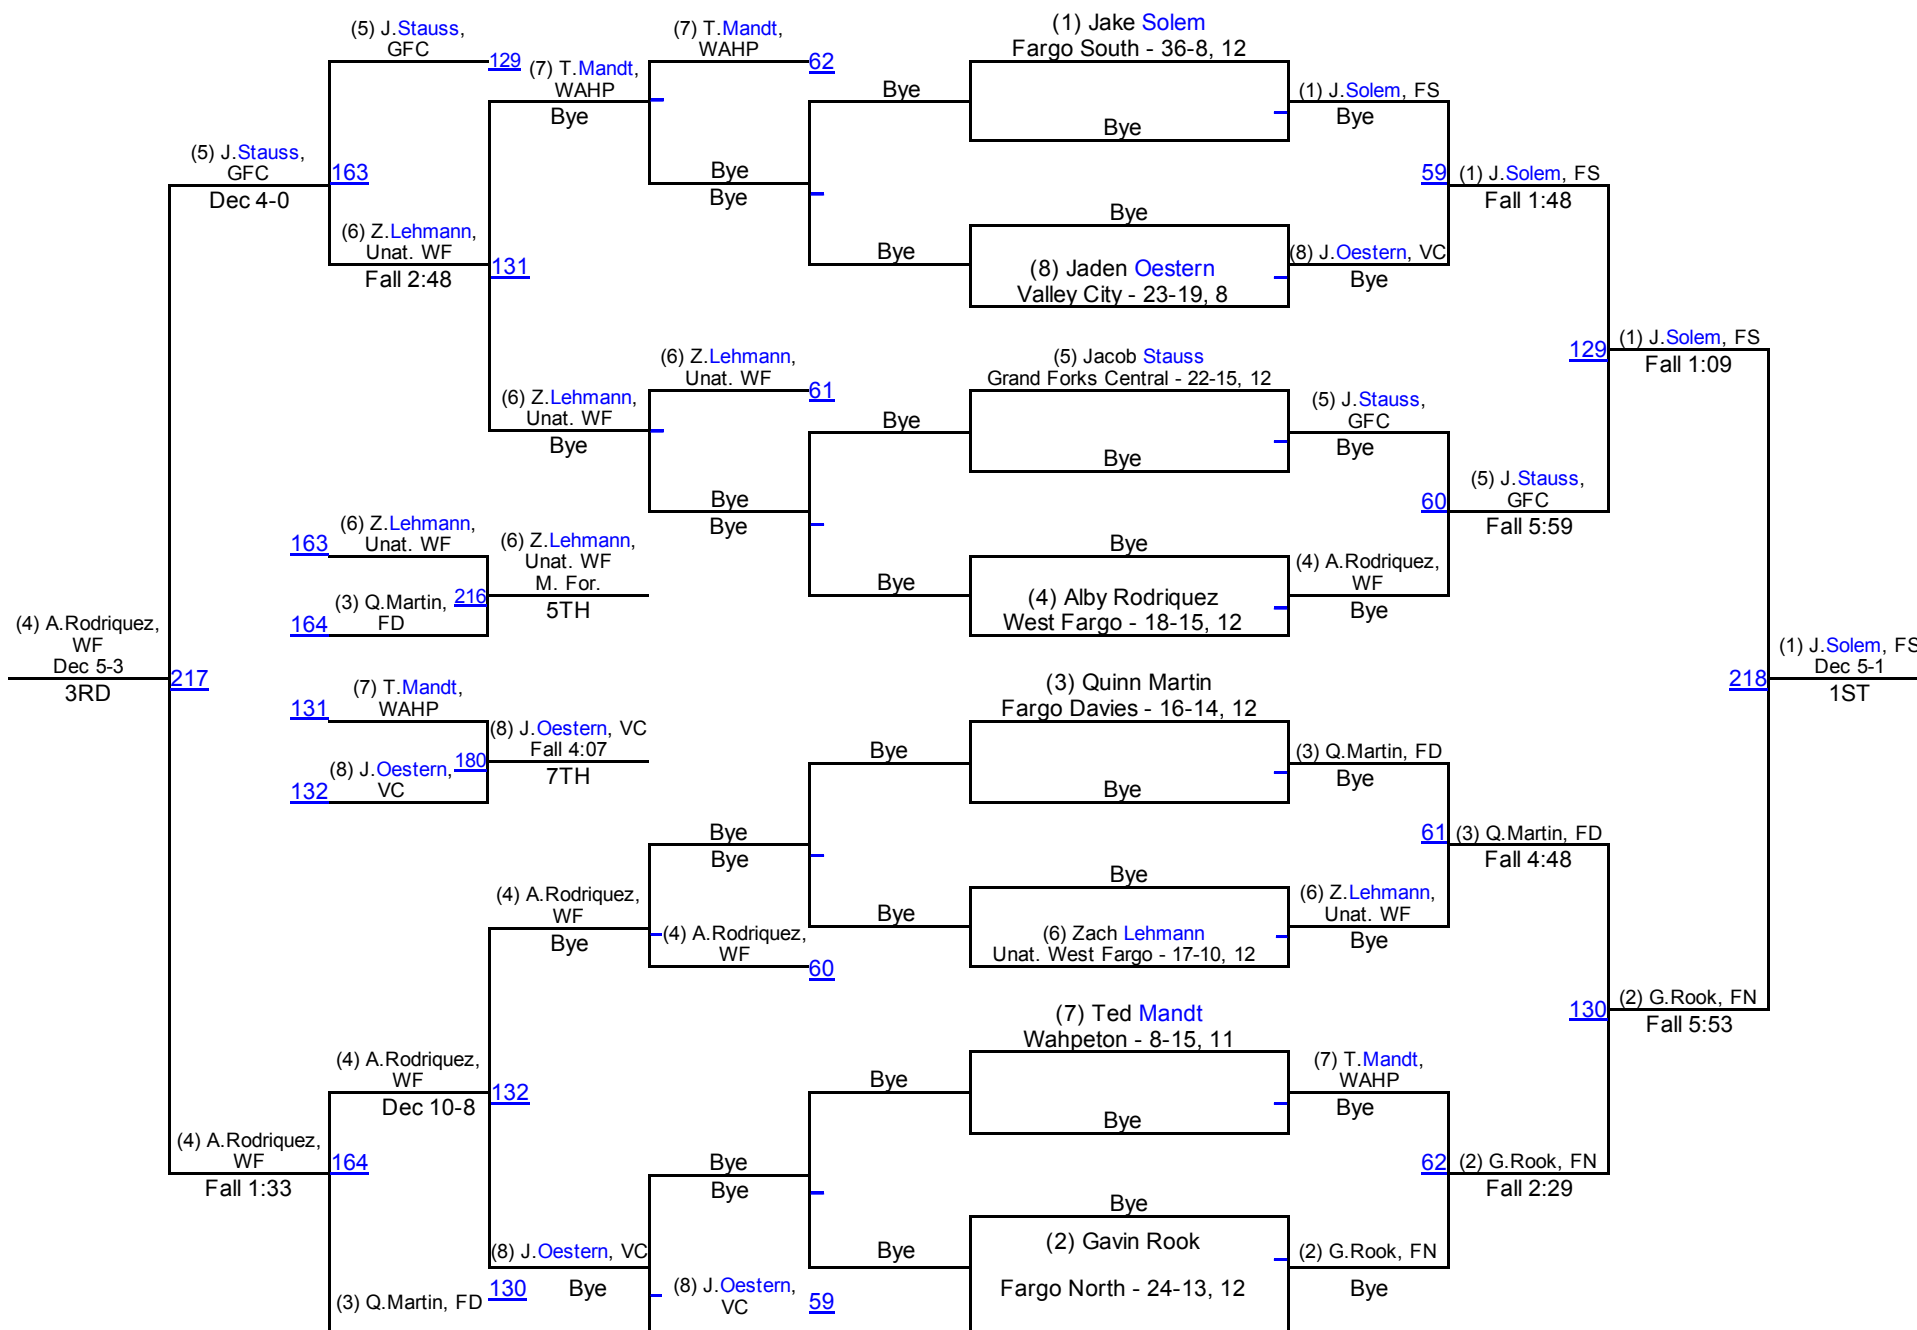 (5) J.Stauss,
GFC
129
(7) T.Mandt,
WAHP
Bye
(7) T.Mandt,
WAHP
62
(1) Jake Solem
Fargo South - 36-8, 12
Bye
Bye
(1) J.Solem, FS
Bye
(5) J.Stauss,
GFC
Dec 4-0
163
Bye
Bye
59
(1) J.Solem, FS
Fall 1:48
(6) Z.Lehmann,
Unat. WF
Fall 2:48
131
Bye
Bye
(8) Jaden Oestern
Valley City - 23-19, 8
(8) J.Oestern, VC
Bye
129
(1) J.Solem, FS
Fall 1:09
(6) Z.Lehmann,
Unat. WF
Bye
(6) Z.Lehmann,
Unat. WF
61
(5) Jacob Stauss
Grand Forks Central - 22-15, 12
Bye
Bye
(5) J.Stauss,
GFC
Bye
Bye
Bye
60
(5) J.Stauss,
GFC
Fall 5:59
163
(6) Z.Lehmann,
Unat. WF
(6) Z.Lehmann,
Unat. WF
M. For.
5TH
216
164
(3) Q.Martin,
FD
Bye
Bye
(4) Alby Rodriquez
West Fargo - 18-15, 12
(4) A.Rodriquez,
WF
Bye
(4) A.Rodriquez,
WF
Dec 5-3
3RD
217
218
(1) J.Solem, FS
Dec 5-1
1ST
131
(7) T.Mandt,
WAHP
(8) J.Oestern, VC
Fall 4:07
7TH
180
132
(8) J.Oestern,
VC
(3) Quinn Martin
Fargo Davies - 16-14, 12
Bye
Bye
(3) Q.Martin, FD
Bye
Bye
Bye
61
(3) Q.Martin, FD
Fall 4:48
(4) A.Rodriquez,
WF
Bye
(4) A.Rodriquez,
WF
60
Bye
Bye
(6) Zach Lehmann
Unat. West Fargo - 17-10, 12
(6) Z.Lehmann,
Unat. WF
Bye
130
(2) G.Rook, FN
Fall 5:53
(4) A.Rodriquez,
WF
Dec 10-8
132
(7) Ted Mandt
Wahpeton - 8-15, 11
Bye
Bye
(7) T.Mandt,
WAHP
Bye
(4) A.Rodriquez,
WF
Fall 1:33
164
Bye
Bye
62
(2) G.Rook, FN
Fall 2:29
(8) J.Oestern, VC
Bye
Bye
Bye
(2) Gavin Rook
Fargo North - 24-13, 12
(2) G.Rook, FN
Bye
(3) Q.Martin, FD
130
(8) J.Oestern,
VC
59